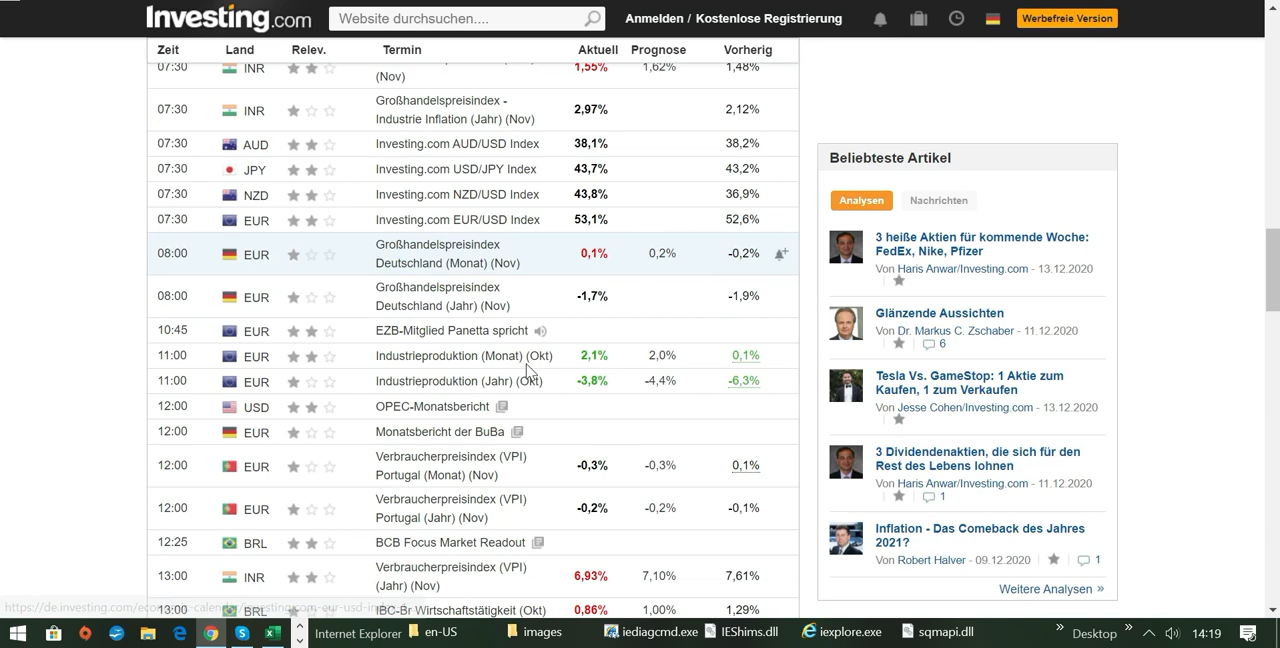 Investing.com
Website durchsuchen....
Anmelden / Kostenlose Registrierung
Werbefreie Version
Zeit Land Relev. Termin Aktuell Prognose Vorherig
07:30 INR (Nov) 1,55% 1,62% 1,48%
07:30 INR Großhandelspreisindex -
Industrie Inflation (Jahr) (Nov) 2,97% 2,12%
07:30 AUD Investing.com AUD/USD Index 38,1% 38,2%
07:30 JPY Investing.com USD/JPY Index 43,7% 43,2%
07:30 NZD Investing.com NZD/USD Index 43,8% 36,9%
07:30 EUR Investing.com EUR/USD Index 53,1% 52,6%
08:00 EUR Großhandelspreisindex
Deutschland (Monat) (Nov) 0,1% 0,2% -0,2%
08:00 EUR Großhandelspreisindex
Deutschland (Jahr) (Nov) -1,7% -1,9%
10:45 EUR EZB-Mitglied Panetta spricht
11:00 EUR Industrieproduktion (Monat) (Okt) 2,1% 2,0% 0,1%
11:00 EUR Industrieproduktion (Jahr) (Okt) -3,8% -4,4% -6,3%
12:00 USD OPEC-Monatsbericht
12:00 EUR Monatsbericht der BuBa
12:00 EUR Verbraucherpreisindex (VPI)
Portugal (Monat) (Nov) -0,3% -0,3% 0,1%
12:00 EUR Verbraucherpreisindex (VPI)
Portugal (Jahr) (Nov) -0,2% -0,2% -0,1%
12:25 BRL BCB Focus Market Readout
13:00 INR Verbraucherpreisindex (VPI)
(Jahr) (Nov) 6,93% 7,10% 7,61%
13:00 BRL IBC-Br Wirtschaftstätigkeit (Okt) 0,86% 1,00% 1,29%
Beliebteste Artikel
Analysen Nachrichten
3 heiße Aktien für kommende Woche:
FedEx, Nike, Pfizer
Von Haris Anwar/Investing.com - 13.12.2020
Glänzende Aussichten
Von Dr. Markus C. Zschaber - 11.12.2020
6
Tesla Vs. GameStop: 1 Aktie zum
Kaufen, 1 zum Verkaufen
Von Jesse Cohen/Investing.com - 13.12.2020
3 Dividendenaktien, die sich für den
Rest des Lebens lohnen
Von Haris Anwar/Investing.com - 11.12.2020
1
Inflation - Das Comeback des Jahres
2021?
Von Robert Halver - 09.12.2020 1
Weitere Analysen »
Internet Explorer en-US images iediagcmd.exe IEShims.dll iexplore.exe sqmapi.dll » Desktop » 14:19